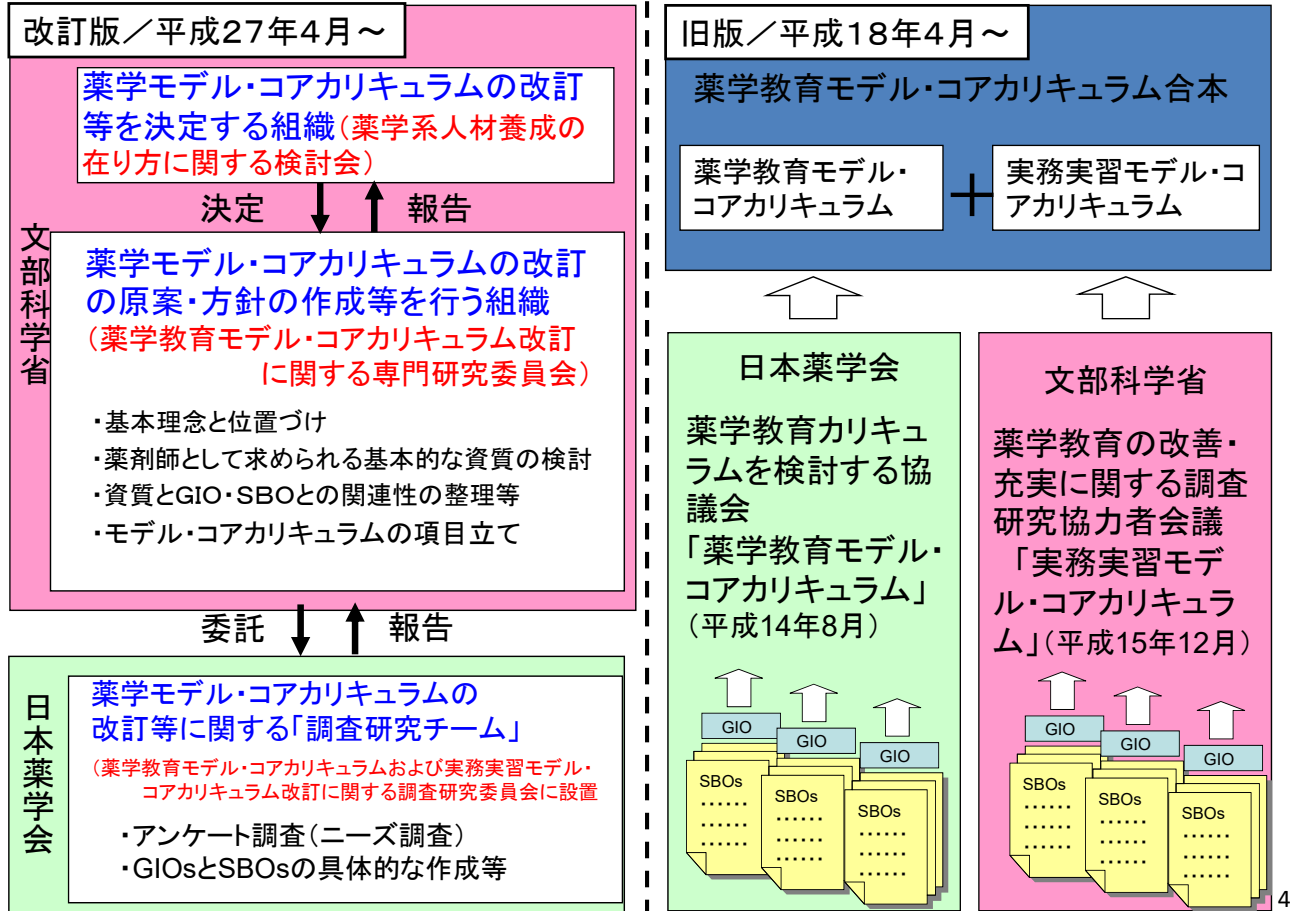 改訂版／平成27年4月～
薬学モデル・コアカリキュラムの改訂
等を決定する組織（薬学系人材養成の
在り方に関する検討会）
決定
報告
文部科学省
薬学モデル・コアカリキュラムの改訂
の原案・方針の作成等を行う組織
（薬学教育モデル・コアカリキュラム改訂
に関する専門研究委員会）
・基本理念と位置づけ
・薬剤師として求められる基本的な資質の検討
・資質とGIO・SBOとの関連性の整理等
・モデル・コアカリキュラムの項目立て
委託
報告
日本薬学会
薬学モデル・コアカリキュラムの
改訂等に関する「調査研究チーム」
（薬学教育モデル・コアカリキュラムおよび実務実習モデル・
コアカリキュラム改訂に関する調査研究委員会に設置
・アンケート調査（ニーズ調査）
・GIOsとSBOsの具体的な作成等
旧版／平成18年4月～
薬学教育モデル・コアカリキュラム合本
薬学教育モデル・
コアカリキュラム
＋
実務実習モデル・コ
アカリキュラム
日本薬学会
薬学教育カリキュ
ラムを検討する協
議会
「薬学教育モデル・
コアカリキュラム」
（平成14年8月）
GIO
GIO
GIO
SBOs
……
……
……
SBOs
……
……
……
SBOs
……
……
……
文部科学省
薬学教育の改善・
充実に関する調査
研究協力者会議
「実務実習モデ
ル・コアカリキュラ
ム」（平成15年12月）
GIO
GIO
GIO
SBOs
……
……
……
SBOs
……
……
……
SBOs
……
……
……
4